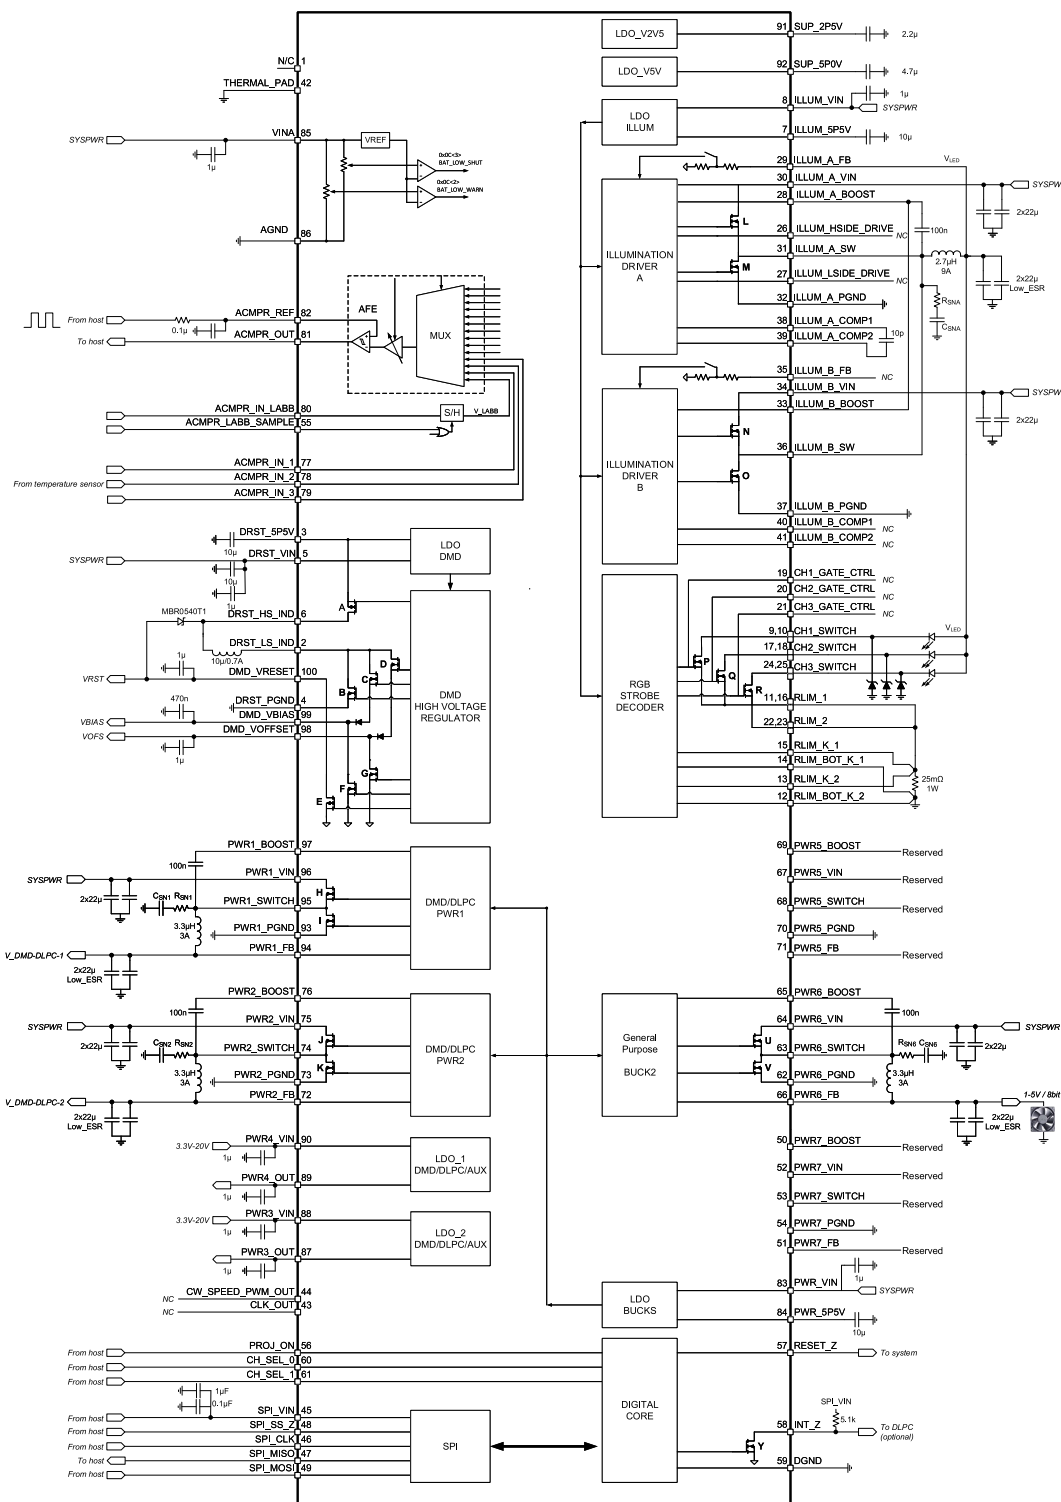 LDO_V2V5
91 SUP_2P5V
2.2µ
LDO_V5V
92 SUP_5P0V
4.7µ
N/C 1
THERMAL_PAD 42
LDO
ILLUM
8 ILLUM_VIN
1µ
SYSPWR
7 ILLUM_5P5V
10µ
SYSPWR
VINA 85
1µ
VREF
0x0C<3>
BAT_LOW_SHUT
0x0C<2>
BAT_LOW_WARN
AGND 86
29 ILLUM_A_FB
VLED
30 ILLUM_A_VIN
SYSPW
28 ILLUM_A_BOOST
2x22µ
L
100n
26 ILLUM_HSIDE_DRIVE
NC
31 ILLUM_A_SW
ILLUMINATION
DRIVER
A
M
2.7µH
9A
27 ILLUM_LSIDE_DRIVE
NC
2x22µ
Low_ESR
32 ILLUM_A_PGND
RSNA
CSNA
38 ILLUM_A_COMP1
39 ILLUM_A_COMP2
10p
AFE
MUX
From host
ACMPR_REF 82
0.1µ
To host
ACMPR_OUT 81
ACMPR_IN_LABB 80
S/H
V_LABB
ACMPR_LABB_SAMPLE 55
ACMPR_IN_1 77
From temperature sensor
ACMPR_IN_2 78
ACMPR_IN_3 79
35 ILLUM_B_FB
NC
34 ILLUM_B_VIN
SYSPW
33 ILLUM_B_BOOST
2x22µ
N
36 ILLUM_B_SW
ILLUMINATION
DRIVER
B
O
37 ILLUM_B_PGND
40 ILLUM_B_COMP1
NC
41 ILLUM_B_COMP2
NC
DRST_5P5V 3
10µ
SYSPWR
DRST_VIN 5
10µ
1µ
LDO
DMD
MBR0540T1
DRST_HS_IND 6
A
DRST_LS_IND 2
10µ/0.7A
D
1µ
C
VRST
DMD_VRESET 100
B
470n
DRST_PGND 4
VBIAS
DMD_VBIAS 99
VOFS
DMD_VOFFSET 98
1µ
DMD
HIGH VOLTAGE
REGULATOR
G
F
E
19 CH1_GATE_CTRL
NC
20 CH2_GATE_CTRL
NC
21 CH3_GATE_CTRL
NC
9,10 CH1_SWITCH
VLED
17,18 CH2_SWITCH
24,25 CH3_SWITCH
P
Q
R
RGB
STROBE
DECODER
11,16 RLIM_1
22,23 RLIM_2
15 RLIM_K_1
14 RLIM_BOT_K_1
13 RLIM_K_2
12 RLIM_BOT_K_2
25mΩ
1W
PWR1_BOOST 97
100n
SYSPWR
PWR1_VIN 96
2x22µ
CSN1 RSN1
H
PWR1_SWITCH 95
I
3.3µH
3A
PWR1_PGND 93
V_DMD-DLPC-1
PWR1_FB 94
2x22µ
Low_ESR
DMD/DLPC
PWR1
69 PWR5_BOOST
Reserved
67 PWR5_VIN
Reserved
68 PWR5_SWITCH
Reserved
70 PWR5_PGND
71 PWR5_FB
Reserved
PWR2_BOOST 76
100n
SYSPWR
PWR2_VIN 75
2x22µ
CSN2 RSN2
J
PWR2_SWITCH 74
K
3.3µH
3A
PWR2_PGND 73
V_DMD-DLPC-2
PWR2_FB 72
2x22µ
Low_ESR
DMD/DLPC
PWR2
General
Purpose
BUCK2
65 PWR6_BOOST
100n
64 PWR6_VIN
SYSPWR
U
RSN6 CSN6
2x22µ
63 PWR6_SWITCH
V
62 PWR6_PGND
3.3µH
3A
66 PWR6_FB
1-5V / 8bit
2x22µ
Low_ESR
3.3V-20V
PWR4_VIN 90
1µ
PWR4_OUT 89
1µ
LDO_1
DMD/DLPC/AUX
3.3V-20V
PWR3_VIN 88
1µ
PWR3_OUT 87
1µ
LDO_2
DMD/DLPC/AUX
50 PWR7_BOOST
Reserved
52 PWR7_VIN
Reserved
53 PWR7_SWITCH
Reserved
54 PWR7_PGND
51 PWR7_FB
Reserved
NC
CW_SPEED_PWM_OUT 44
NC
CLK_OUT 43
LDO
BUCKS
83 PWR_VIN
1µ
SYSPWR
84 PWR_5P5V
10µ
From host
PROJ_ON 56
From host
CH_SEL_0 60
From host
CH_SEL_1 61
57 RESET_Z
To system
1µF
0.1µF
From host
SPI_VIN 45
From host
SPI_SS_Z 48
From host
SPI_CLK 46
To host
SPI_MISO 47
From host
SPI_MOSI 49
SPI
DIGITAL
CORE
SPI_VIN
5.1k
58 INT_Z
Y
To DLPC
(optional)
59 DGND